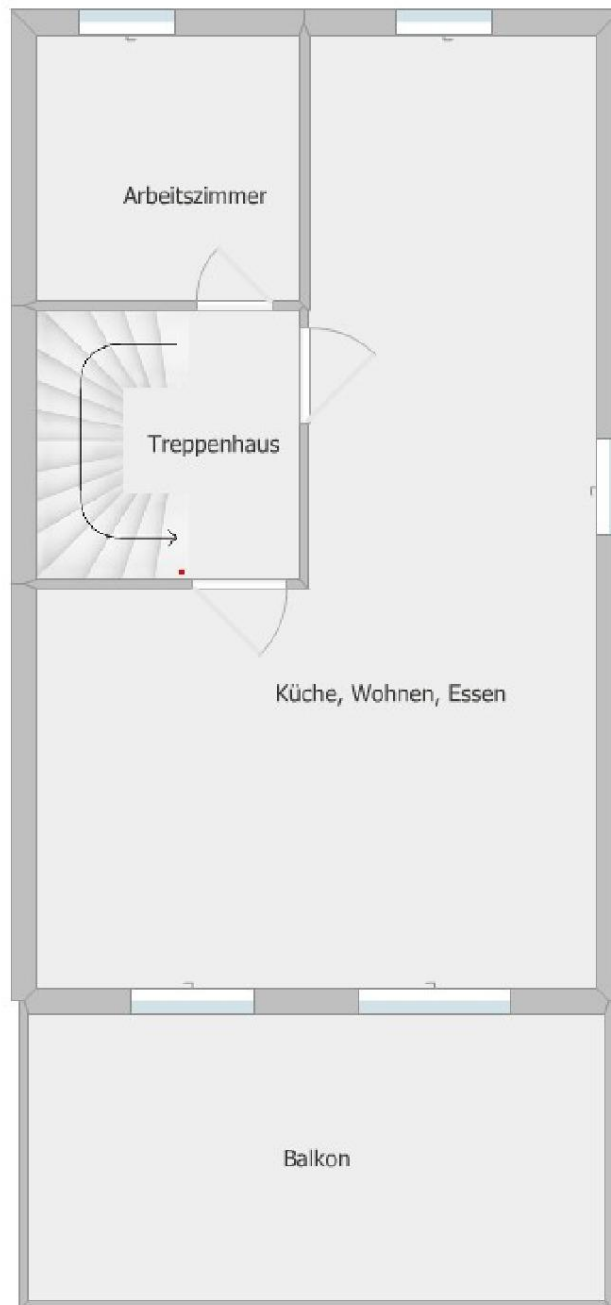 Arbeitszimmer
Treppenhaus
Küche, Wohnen, Essen
Balkon